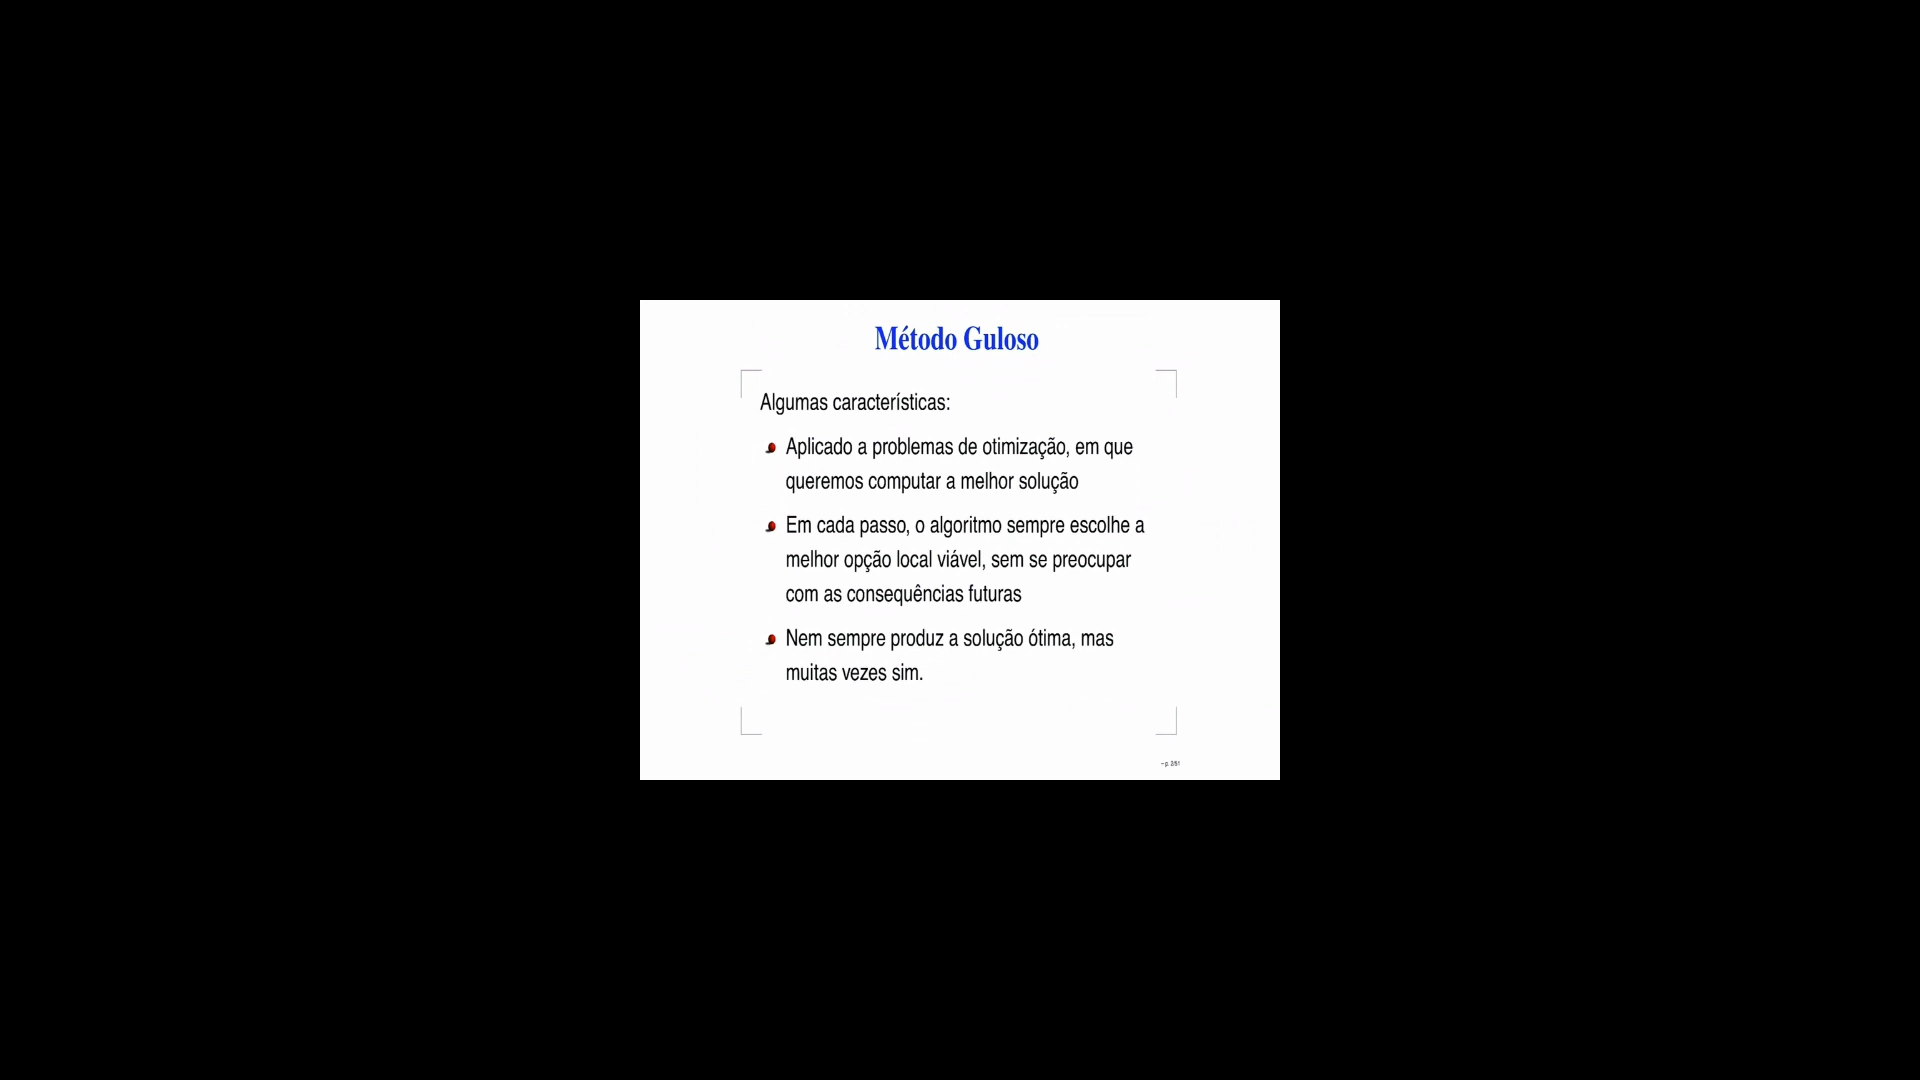 Método Guloso
Algumas características:
Aplicado a problemas de otimização, em que
queremos computar a melhor solução
Em cada passo, o algoritmo sempre escolhe a
melhor opção local viável, sem se preocupar
com as consequências futuras
Nem sempre produz a solução ótima, mas
muitas vezes sim.
– p. 2/51